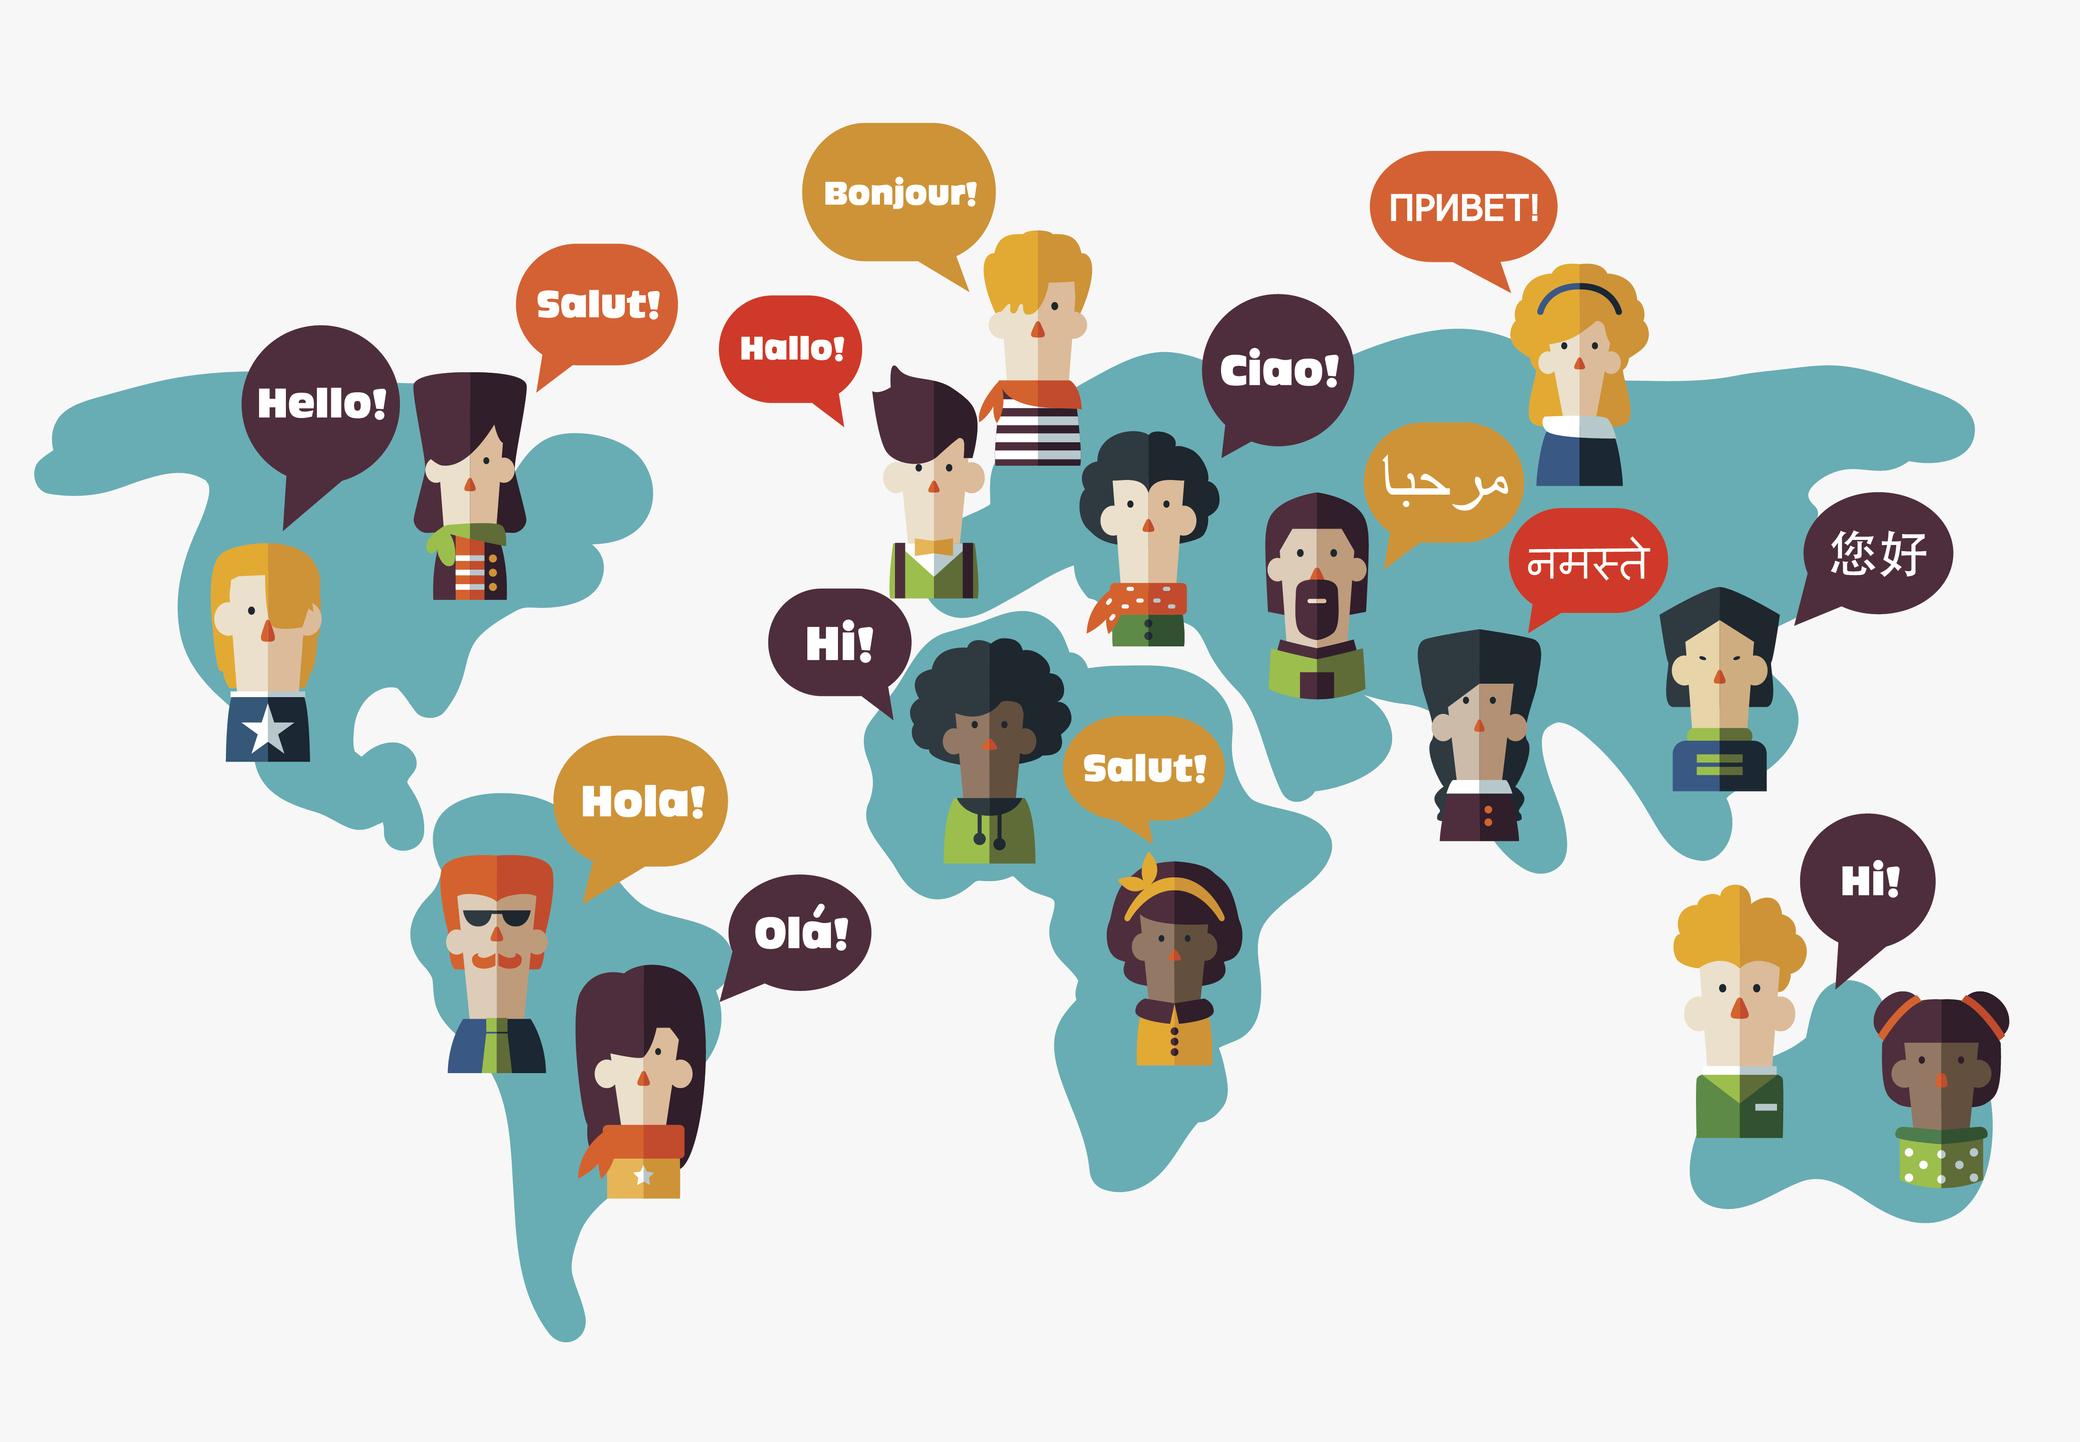 Bonjour!
ПРИВЕТ!
Salut!
Hallo!
Ciao!
Hello!
مرحبا
नमस्ते
您好
Hi!
Salut!
Hola!
Hi!
Olá!